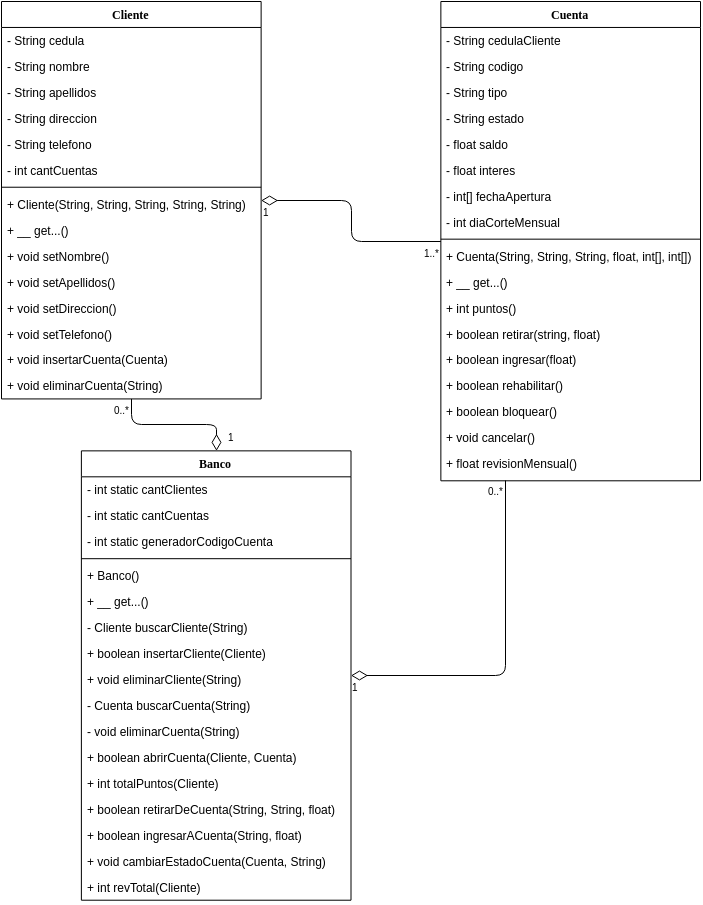 Cliente
- String cedula
- String nombre
- String apellidos
- String direccion
- String telefono
- int cantCuentas
+ Cliente(String, String, String, String, String)
+ __ get...()
+ void setNombre()
+ void setApellidos()
+ void setDireccion()
+ void setTelefono()
+ void insertarCuenta(Cuenta)
+ void eliminarCuenta(String)
1
1..*
0..*
1
Cuenta
- String cedulaCliente
- String codigo
- String tipo
- String estado
- float saldo
- float interes
- int[] fechaApertura
- int diaCorteMensual
+ Cuenta(String, String, String, float, int[], int[])
+ __ get...()
+ int puntos()
+ boolean retirar(string, float)
+ boolean ingresar(float)
+ boolean rehabilitar()
+ boolean bloquear()
+ void cancelar()
+ float revisionMensual()
0..*
1
Banco
- int static cantClientes
- int static cantCuentas
- int static generadorCodigoCuenta
+ Banco()
+ __ get...()
- Cliente buscarCliente(String)
+ boolean insertarCliente(Cliente)
+ void eliminarCliente(String)
- Cuenta buscarCuenta(String)
- void eliminarCuenta(String)
+ boolean abrirCuenta(Cliente, Cuenta)
+ int totalPuntos(Cliente)
+ boolean retirarDeCuenta(String, String, float)
+ boolean ingresarACuenta(String, float)
+ void cambiarEstadoCuenta(Cuenta, String)
+ int revTotal(Cliente)